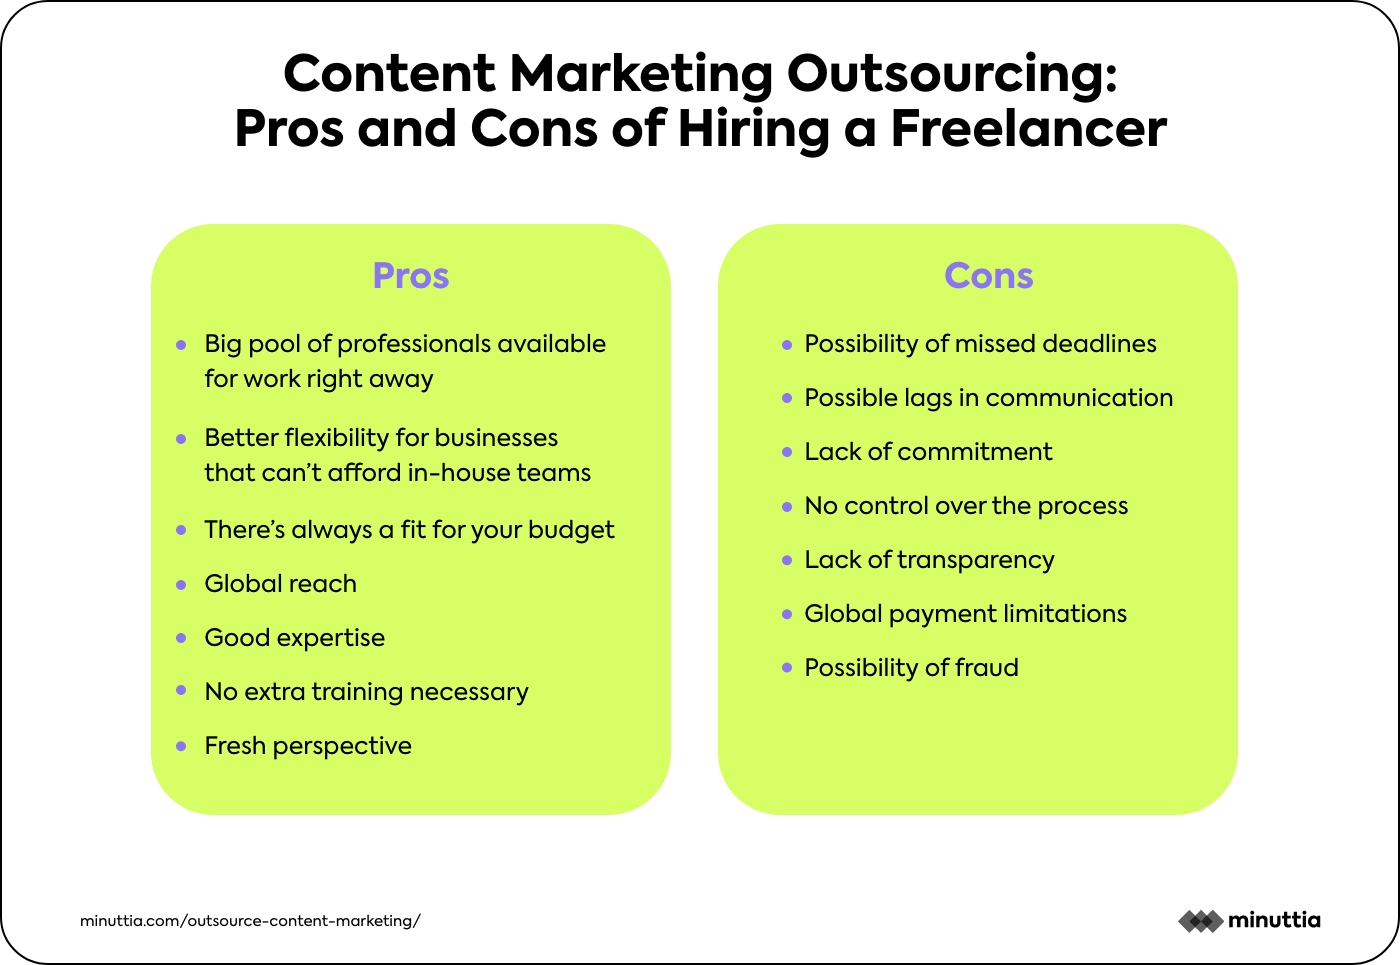 Content Marketing Outsourcing:
Pros and Cons of Hiring a Freelancer
Pros
Big pool of professionals available
for work right away
Better flexibility for businesses
that can’t afford in-house teams
There’s always a fit for your budget
Global reach
Good expertise
No extra training necessary
Fresh perspective
Cons
Possibility of missed deadlines
Possible lags in communication
Lack of commitment
No control over the process
Lack of transparency
Global payment limitations
Possibility of fraud
minuttia.com/outsource-content-marketing/
minuttia